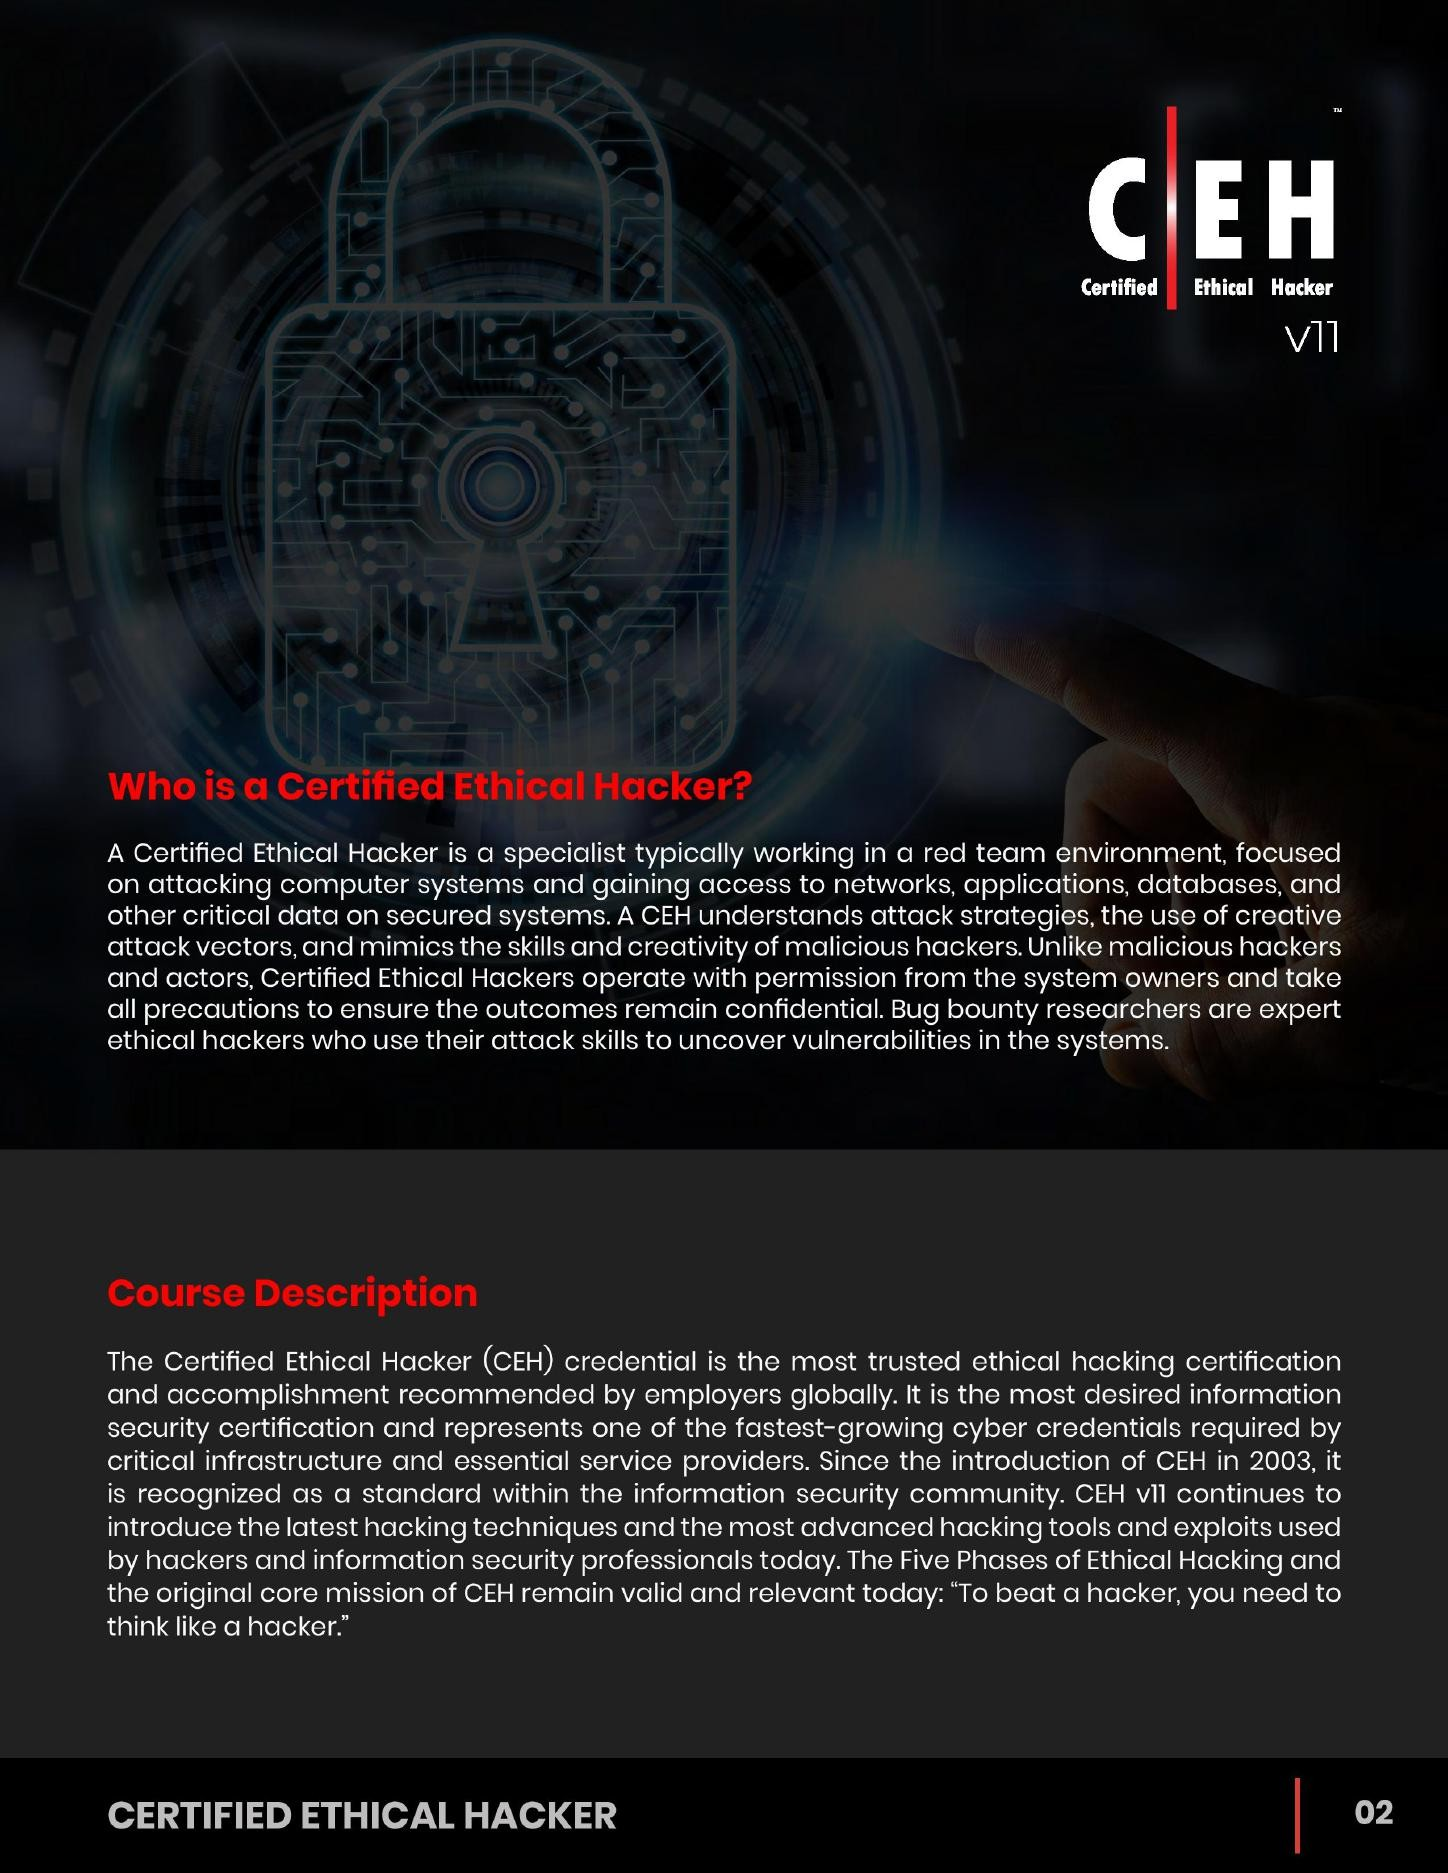 ™
C EH
Certified Ethical Hacker
v11
Who is a Certified Ethical Hacker?
A Certified Ethical Hacker is a specialist typically working in a red team environment, focused
on attacking computer systems and gaining access to networks, applications, databases, and
other critical data on secured systems. A CEH understands attack strategies, the use of creative
attack vectors, and mimics the skills and creativity of malicious hackers. Unlike malicious hackers
and actors, Certified Ethical Hackers operate with permission from the system owners and take
all precautions to ensure the outcomes remain confidential. Bug bounty researchers are expert
ethical hackers who use their attack skills to uncover vulnerabilities in the systems.
Course Description
The Certified Ethical Hacker (CEH) credential is the most trusted ethical hacking certification
and accomplishment recommended by employers globally. It is the most desired information
security certification and represents one of the fastest-growing cyber credentials required by
critical infrastructure and essential service providers. Since the introduction of CEH in 2003, it
is recognized as a standard within the information security community. CEH v11 continues to
introduce the latest hacking techniques and the most advanced hacking tools and exploits used
by hackers and information security professionals today. The Five Phases of Ethical Hacking and
the original core mission of CEH remain valid and relevant today: “To beat a hacker, you need to
think like a hacker.”
CERTIFIED ETHICAL HACKER
02